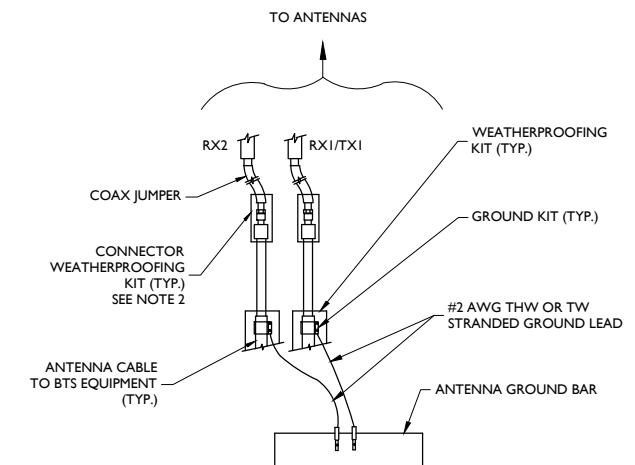 TO ANTENNAS
RX2
RX1/TX1
WEATHERPROOFING
KIT (TYP.)
COAX JUMPER
GROUND KIT (TYP.)
CONNECTOR
WEATHERPROOFING
KIT (TYP.)
SEE NOTE 2
#2 AWG THW OR TW
STRANDED GROUND LEAD
ANTENNA CABLE
TO BTS EQUIPMENT
(TYP.)
ANTENNA GROUND BAR